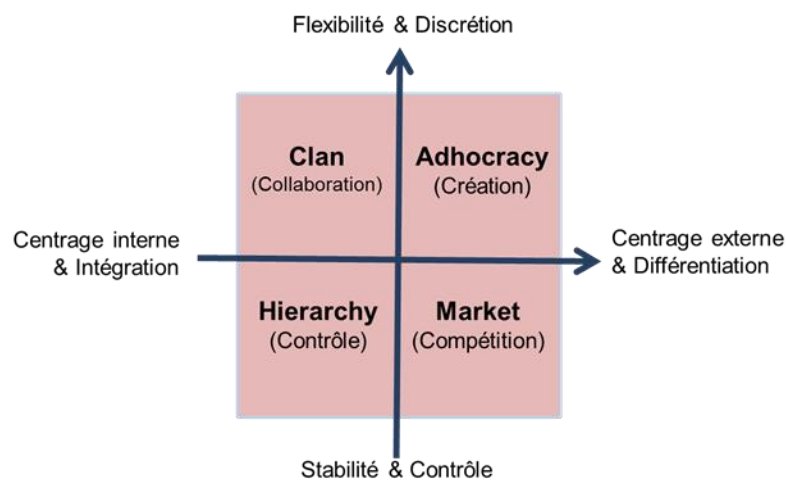 Flexibilité & Discrétion
Clan
(Collaboration)
Adhocracy
(Création)
Centrage interne
& Intégration
Centrage externe
& Différentiation
Hierarchy
(Contrôle)
Market
(Compétition)
Stabilité & Contrôle